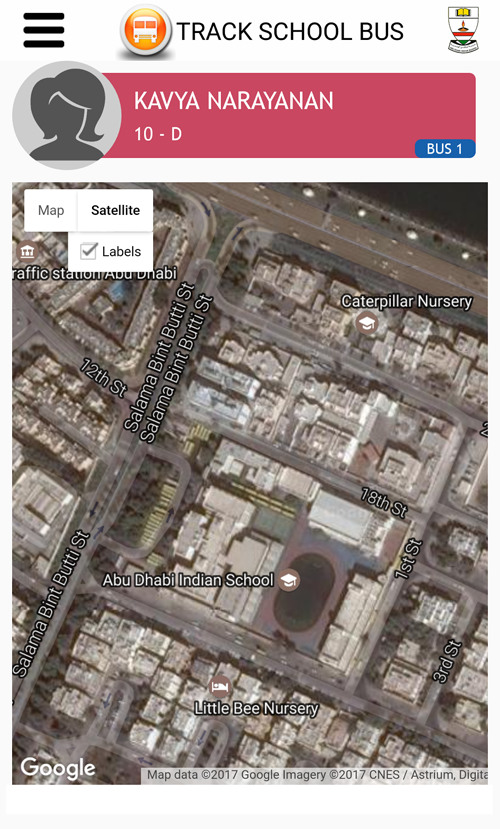 TRACK SCHOOL BUS
KAVYA NARAYANAN
10 - D
BUS 1
Map
Satellite
Labels
raffic station Abu Dhabi
Caterpillar Nursery
Salama Bint Butti St
Salama Bint Butti St
12th St
18th St
1st St
Abu Dhabi Indian School
Salama Bint Butti St
3rd St
Little Bee Nursery
Google
Map data ©2017 Google Imagery ©2017 CNES / Astrium, Digita